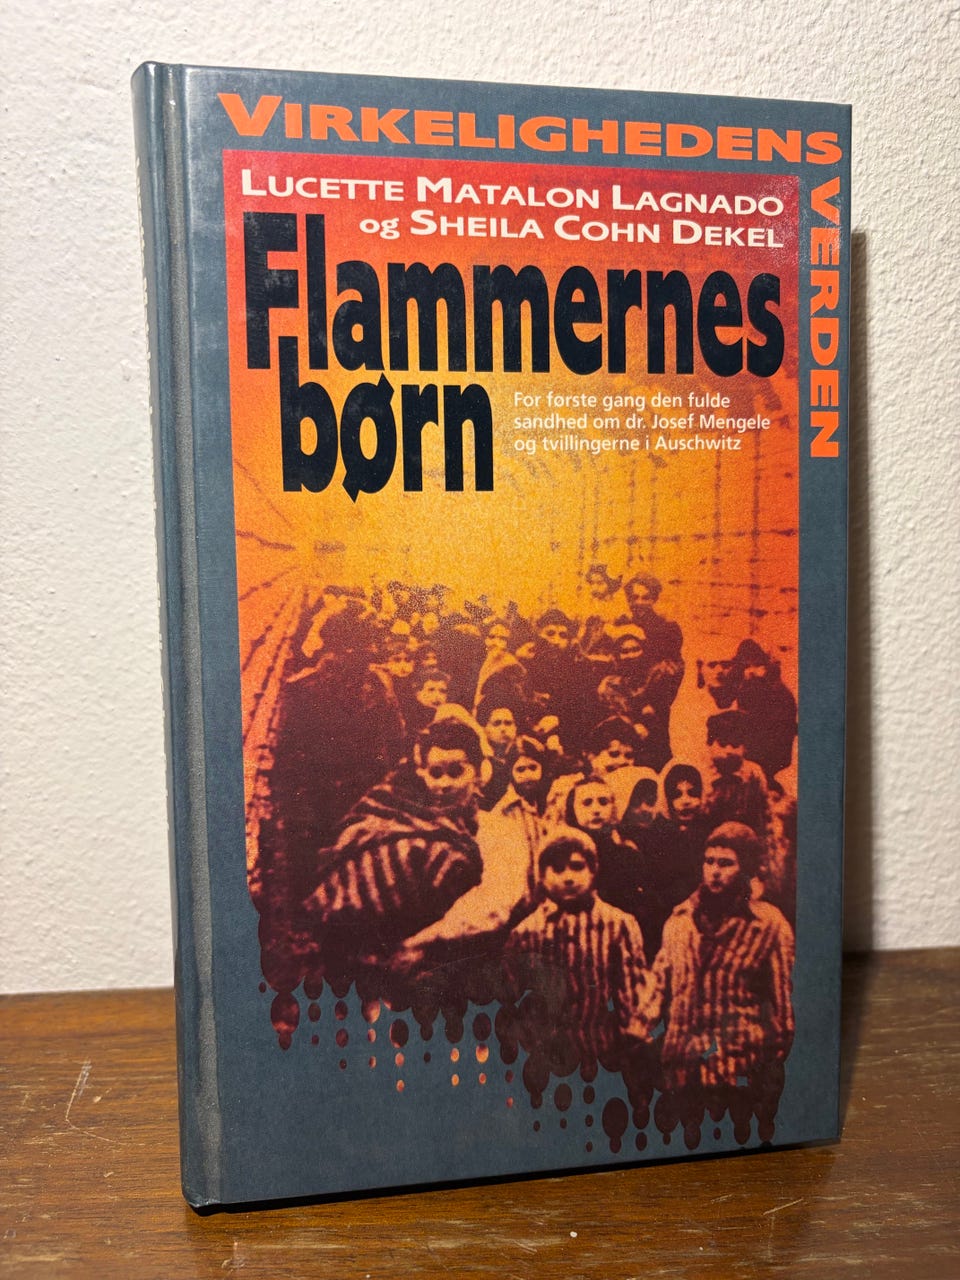 VIRKELIGHEDENS
VERDEN
LUCETTE MATALON LAGNADO
og SHEILA COHN DEKEL
Flammernes
børn
For første gang den fulde
sandhed om dr. Josef Mengele
og tvillingerne i Auschwitz